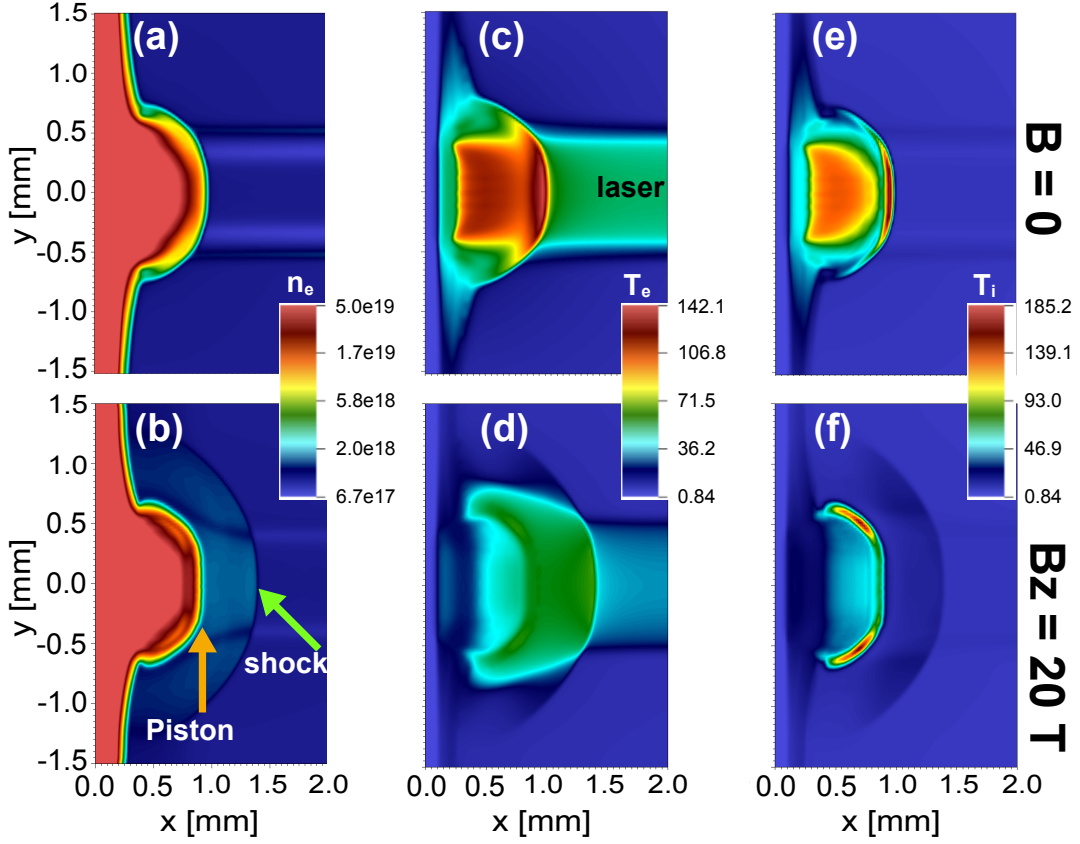 (a)
(c)
(e)
1.5
1.0
0.5
0.0
-0.5
-1.0
-1.5
y [mm]
laser
B = 0
n_e
5.0e19
1.7e19
5.8e18
2.0e18
6.7e17
T_e
142.1
106.8
71.5
36.2
0.84
T_i
185.2
139.1
93.0
46.9
0.84
(b)
(d)
(f)
1.5
1.0
0.5
0.0
-0.5
-1.0
-1.5
y [mm]
shock
Piston
Bz = 20 T
0.0 0.5 1.0 1.5 2.0
0.0 0.5 1.0 1.5 2.0
0.0 0.5 1.0 1.5 2.0
x [mm]
x [mm]
x [mm]